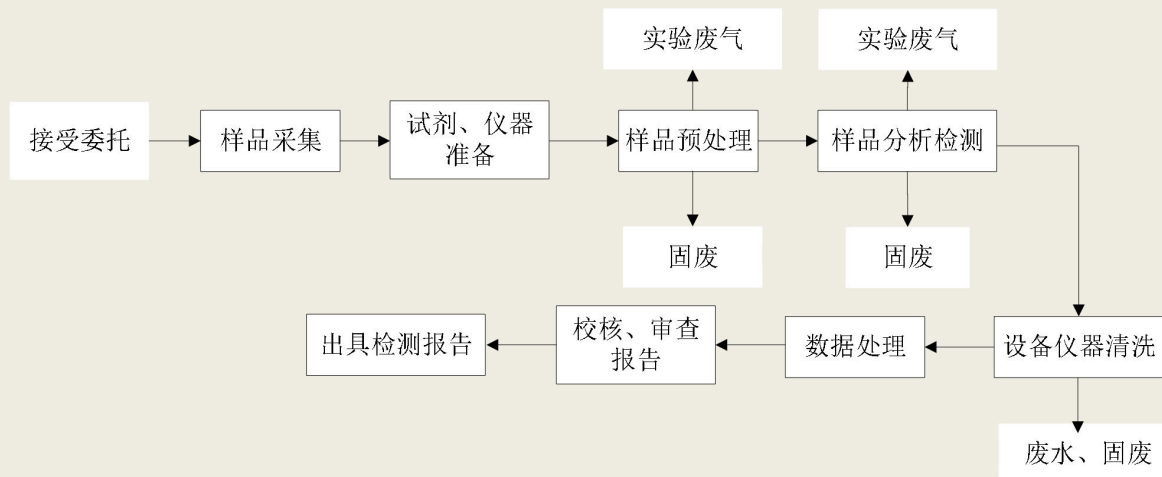 实验废气
实验废气
接受委托
样品采集
试剂、仪器
准备
样品预处理
样品分析检测
固废
固废
出具检测报告
校核、审查
报告
数据处理
设备仪器清洗
废水、固废